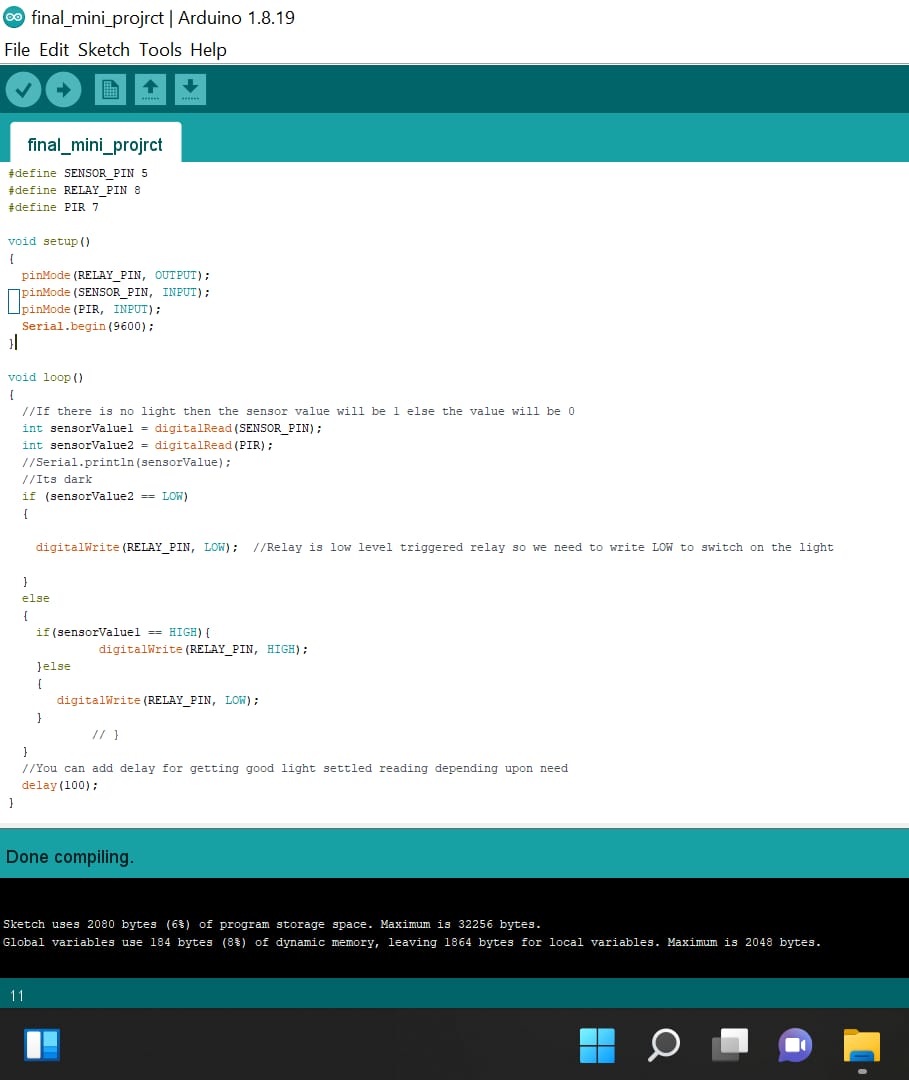 final_mini_projrct | Arduino 1.8.19
File Edit Sketch Tools Help
final_mini_projrct
#define SENSOR_PIN 5
#define RELAY_PIN 8
#define PIR 7
void setup()
{
pinMode(RELAY_PIN, OUTPUT);
pinMode(SENSOR_PIN, INPUT);
pinMode(PIR, INPUT);
Serial.begin(9600);
}
void loop()
{
//If there is no light then the sensor value will be 1 else the value will be 0
int sensorValue1 = digitalRead(SENSOR_PIN);
int sensorValue2 = digitalRead(PIR);
//Serial.println(sensorValue);
//Its dark
if (sensorValue2 == LOW)
{
digitalWrite(RELAY_PIN, LOW);  //Relay is low level triggered relay so we need to write LOW to switch on the light
}
else
{
if(sensorValue1 == HIGH){
digitalWrite(RELAY_PIN, HIGH);
}else
{
digitalWrite(RELAY_PIN, LOW);
}
// }
}
//You can add delay for getting good light settled reading depending upon need
delay(100);
}
Done compiling.
Sketch uses 2080 bytes (6%) of program storage space. Maximum is 32256 bytes.
Global variables use 184 bytes (8%) of dynamic memory, leaving 1864 bytes for local variables. Maximum is 2048 bytes.
11